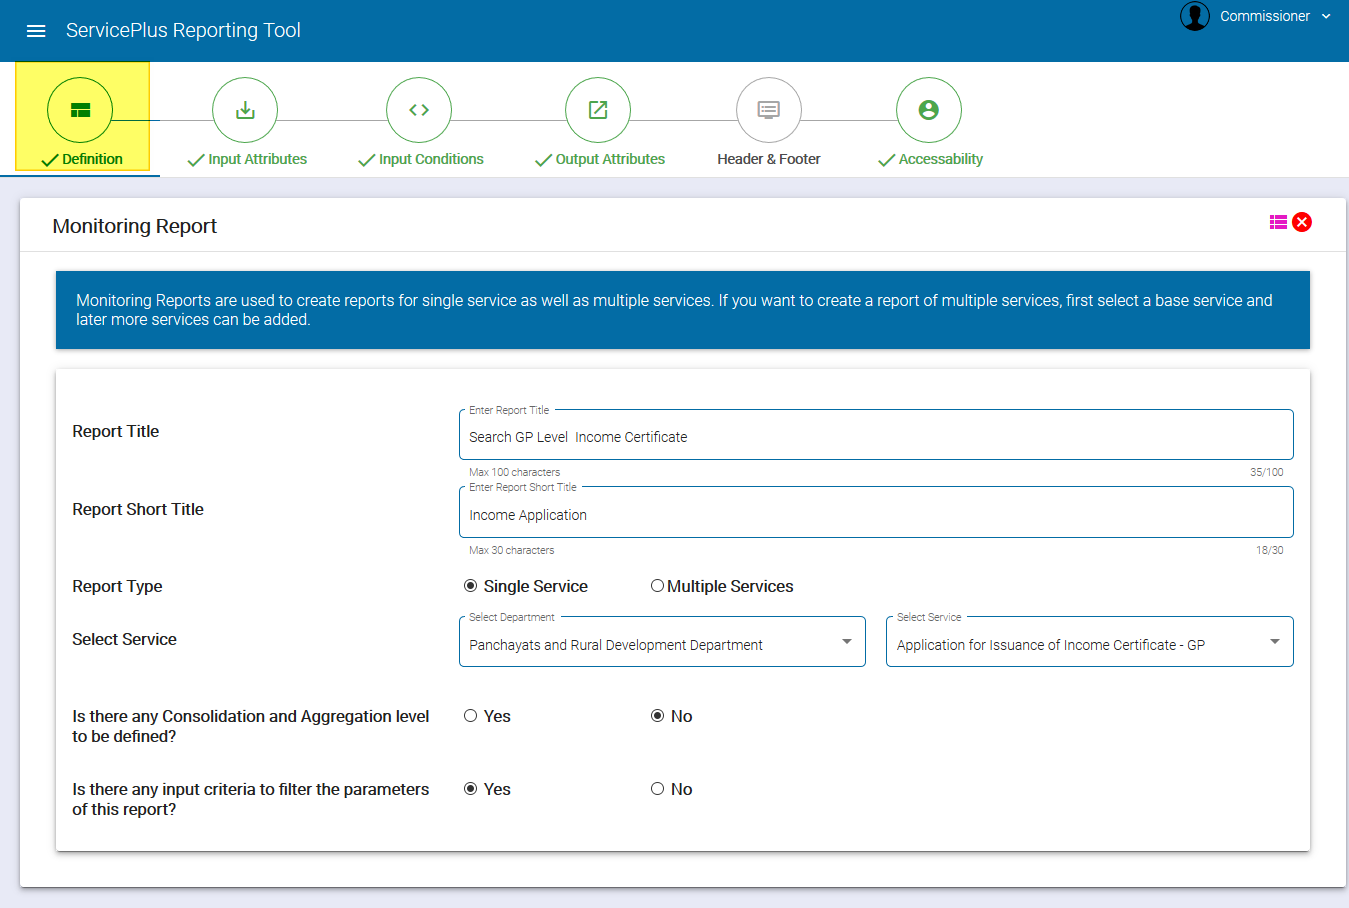 ServicePlus Reporting Tool
Commissioner
Definition
Input Attributes
Input Conditions
Output Attributes
Header & Footer
Accessability
Monitoring Report
Monitoring Reports are used to create reports for single service as well as multiple services. If you want to create a report of multiple services, first select a base service and
later more services can be added.
Report Title
Enter Report Title
Search GP Level  Income Certificate
Max 100 characters
35/100
Report Short Title
Enter Report Short Title
Income Application
Max 30 characters
18/30
Report Type
Single Service
Multiple Services
Select Service
Select Department
Panchayats and Rural Development Department
Select Service
Application for Issuance of Income Certificate - GP
Is there any Consolidation and Aggregation level
to be defined?
Yes
No
Is there any input criteria to filter the parameters
of this report?
Yes
No